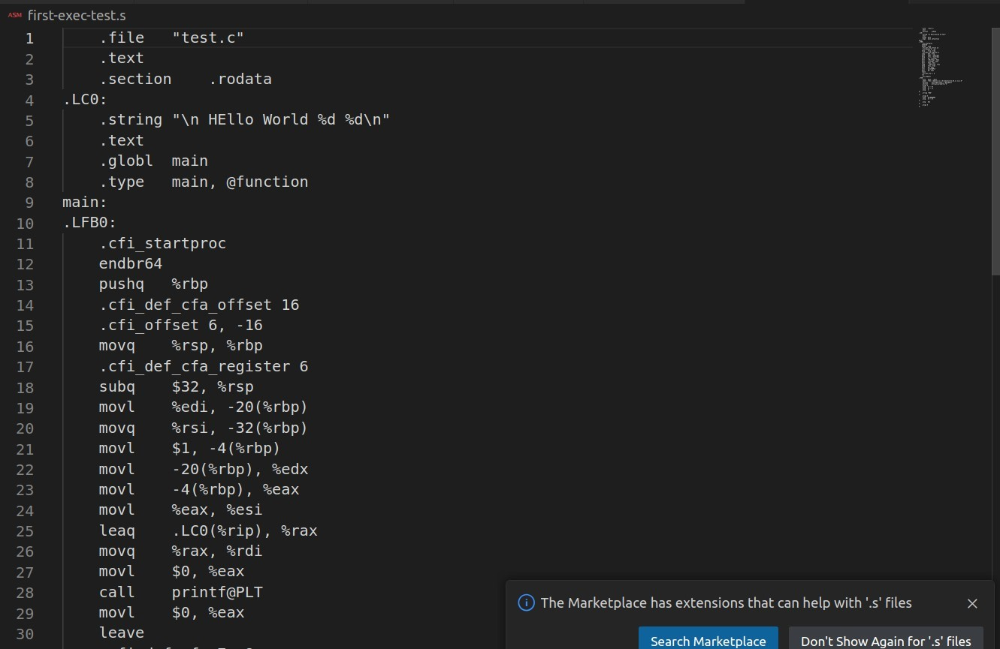 ASM first-exec-test.s
1 .file "test.c"
2 .text
3 .section .rodata
4 .LC0:
5 .string "\n HEllo World %d %d\n"
6 .text
7 .globl main
8 .type main, @function
9 main:
10 .LFB0:
11 .cfi_startproc
12 endbr64
13 pushq %rbp
14 .cfi_def_cfa_offset 16
15 .cfi_offset 6, -16
16 movq %rsp, %rbp
17 .cfi_def_cfa_register 6
18 subq $32, %rsp
19 movl %edi, -20(%rbp)
20 movq %rsi, -32(%rbp)
21 movl $1, -4(%rbp)
22 movl -20(%rbp), %edx
23 movl -4(%rbp), %eax
24 movl %eax, %esi
25 leaq .LC0(%rip), %rax
26 movq %rax, %rdi
27 movl $0, %eax
28 call printf@PLT
29 movl $0, %eax
30 leave
The Marketplace has extensions that can help with '.s' files
Search Marketplace Don't Show Again for '.s' files